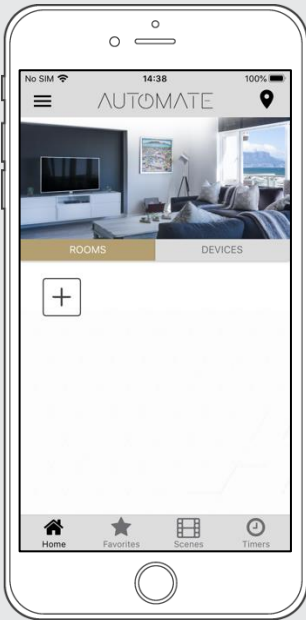 No SIM 14:38 100%
AUTOMATE
ROOMS DEVICES
Home Favorites Scenes Timers